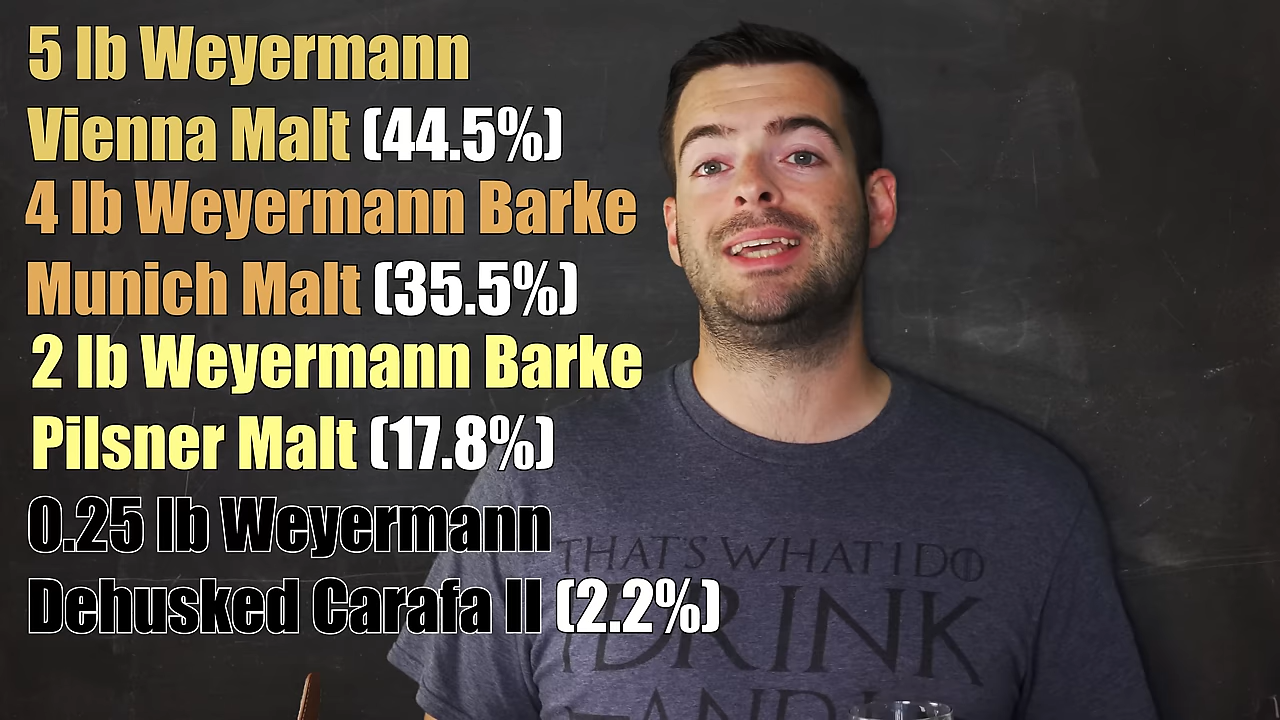 5 lb Weyermann
Vienna Malt (44.5%)
4 lb Weyermann Barke
Munich Malt (35.5%)
2 lb Weyermann Barke
Pilsner Malt (17.8%)
0.25 lb Weyermann
Dehusked Carafa II (2.2%)
THAT'S WHAT I DO
I DRINK
AND I